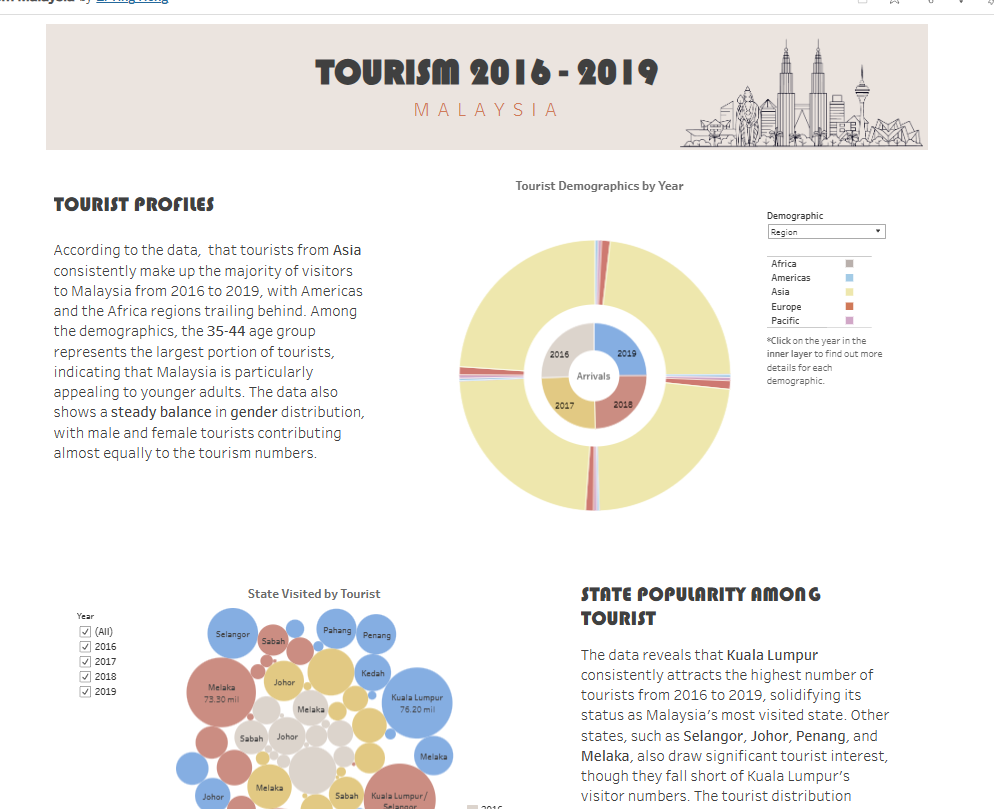 TOURISM 2016 - 2019
MALAYSIA
TOURIST PROFILES
According to the data,  that tourists from Asia
consistently make up the majority of visitors
to Malaysia from 2016 to 2019, with Americas
and the Africa regions trailing behind. Among
the demographics, the 35-44 age group
represents the largest portion of tourists,
indicating that Malaysia is particularly
appealing to younger adults. The data also
shows a steady balance in gender distribution,
with male and female tourists contributing
almost equally to the tourism numbers.
Tourist Demographics by Year
2016
2019
Arrivals
2017
2018
Demographic
Region
Africa
Americas
Asia
Europe
Pacific
*Click on the year in the
inner layer to find out more
details for each
demographic.
State Visited by Tourist
Year
(All)
2016
2017
2018
2019
Selangor
Sabah
Pahang
Penang
Melaka
73.30 mil
Johor
Kedah
Kuala Lumpur
76.20 mil
Melaka
Sabah
Johor
Melaka
Johor
Melaka
Sabah
Kuala Lumpur /
Selangor
2016
STATE POPULARITY AMONG
TOURIST
The data reveals that Kuala Lumpur
consistently attracts the highest number of
tourists from 2016 to 2019, solidifying its
status as Malaysia's most visited state. Other
states, such as Selangor, Johor, Penang, and
Melaka, also draw significant tourist interest,
though they fall short of Kuala Lumpur's
visitor numbers. The tourist distribution